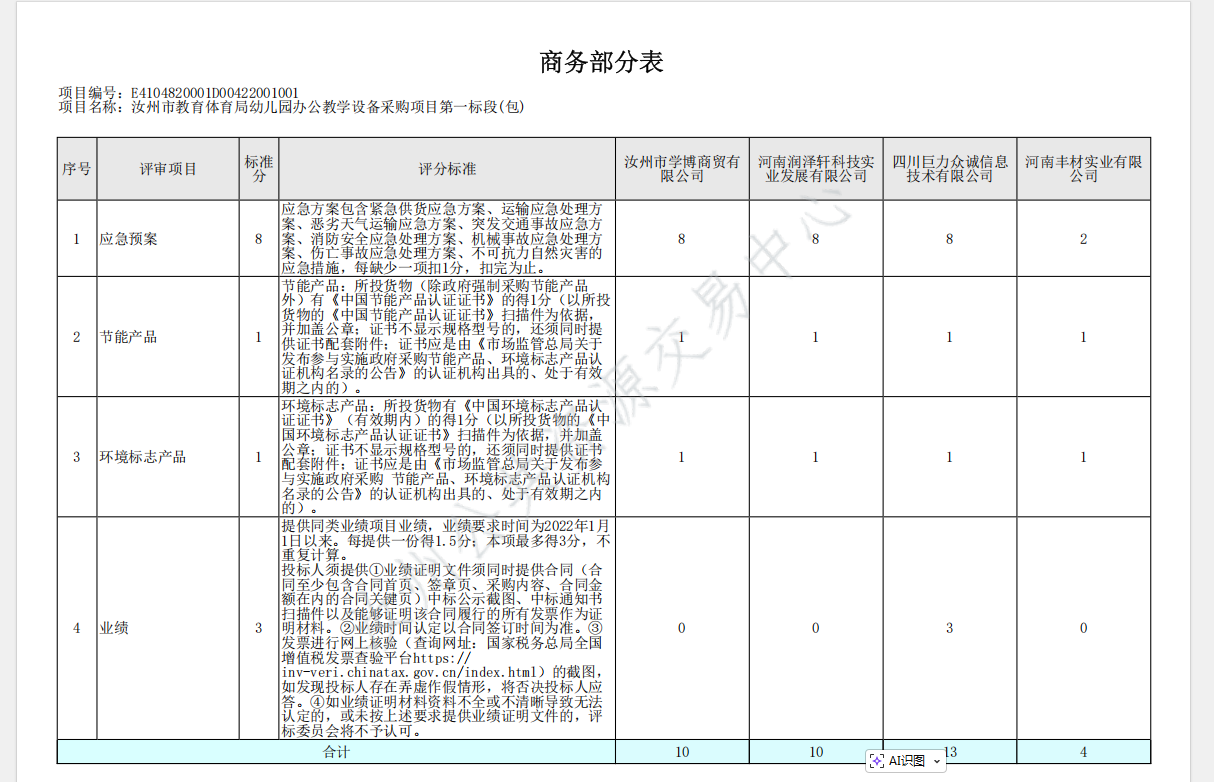 商务部分表
项目编号: E4104820001D00422001001
项目名称: 汝州市教育体育局幼儿园办公教学设备采购项目第一标段(包)
序号 评审项目 标准分 评分标准 汝州市学博商贸有限公司 河南润泽轩科技实业发展有限公司 四川巨力众诚信息技术有限公司 河南丰材实业有限公司
1 应急预案 8
应急方案包含紧急供货应急方案、运输应急处理方
案、恶劣天气运输应急方案、突发交通事故应急方
案、消防安全应急处理方案、机械事故应急处理方
案、伤亡事故应急处理方案、不可抗力自然灾害的
应急措施，每缺少一项扣1分，扣完为止。
8 8 8 2
2 节能产品 1
节能产品：所投货物（除政府强制采购节能产品
外）有《中国节能产品认证证书》的得1分（以所投
货物的《中国节能产品认证证书》扫描件为依据，
并加盖公章；证书不显示规格型号的，还须同时提
供证书配套附件；证书应是由《市场监管总局关于
发布参与实施政府采购节能产品、环境标志产品认
证机构名录的公告》的认证机构出具的、处于有效
期之内的）。
1 1 1 1
3 环境标志产品 1
环境标志产品：所投货物有《中国环境标志产品认
证证书》（有效期内）的得1分（以所投货物的《中
国环境标志产品认证证书》扫描件为依据，并加盖
公章；证书不显示规格型号的，还须同时提供证书
配套附件；证书应是由《市场监管总局关于发布参
与实施政府采购 节能产品、环境标志产品认证机构
名录的公告》的认证机构出具的、处于有效期之内
的）。
1 1 1 1
4 业绩 3
提供同类业绩项目业绩，业绩要求时间为2022年1月
1日以来。每提供一份得1.5分；本项最多得3分，不
重复计算。
投标人须提供①业绩证明文件须同时提供合同（合
同至少包含合同首页、签章页、采购内容、合同金
额在内的合同关键页）中标公示截图、中标通知书
扫描件以及能够证明该合同履行的所有发票作为证
明材料。②业绩时间认定以合同签订时间为准。③
发票进行网上核验（查询网址：国家税务总局全国
增值税发票查验平台https://
inv-veri.chinatax.gov.cn/index.html）的截图，
如发现投标人存在弄虚作假情形，将否决投标人应
答。④如业绩证明材料资料不全或不清晰导致无法
认定的，或未按上述要求提供业绩证明文件的，评
标委员会将不予认可。
0 0 3 0
合计 10 10 13 4
AI识图